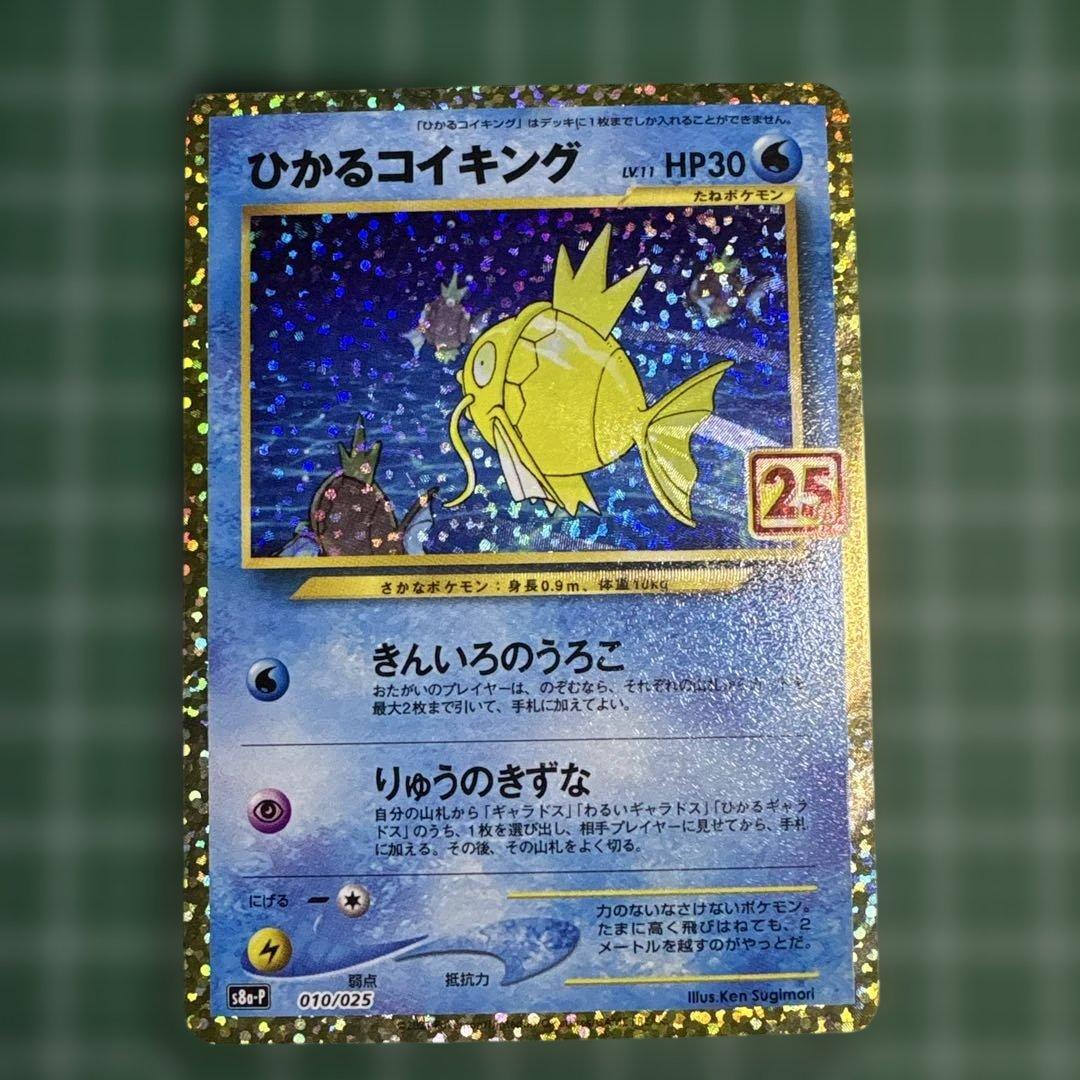 「ひかるコイキング」はデッキに1枚までしか入れることができません。
ひかるコイキング LV.11 HP30
たねポケモン
25
さかなポケモン：身長0.9m、体重10kg
きんいろのうろこ
おたがいのプレイヤーは、のぞむなら、それぞれの山札からカードを
最大2枚まで引いて、手札に加えてよい。
りゅうのきずな
自分の山札から「ギャラドス」「わるいギャラドス」「ひかるギャラ
ドス」のうち、1枚を選び出し、相手プレイヤーに見せてから、手札
に加える。その後、その山札をよく切る。
にげる
力のないなさけないポケモン。
たまに高く飛びはねても、2
メートルを越すのがやっとだ。
弱点 抵抗力
s8a-P 010/025
Illus.Ken Sugimori